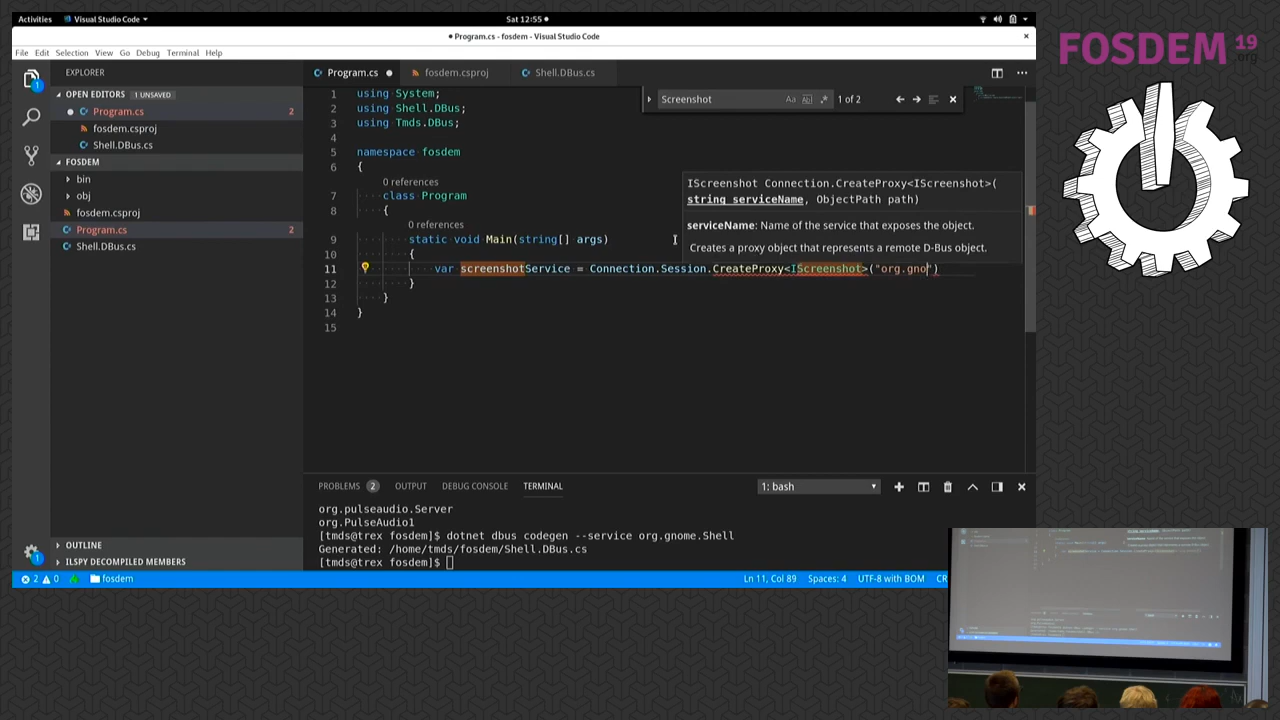 Activities Visual Studio Code Sat 12:55
● Program.cs - fosdem - Visual Studio Code
File Edit Selection View Go Debug Terminal Help
EXPLORER
OPEN EDITORS 1 UNSAVED
Program.cs 2
fosdem.csproj
Shell.DBus.cs
FOSDEM
bin
obj
fosdem.csproj
Program.cs 2
Shell.DBus.cs
OUTLINE
ILSPY DECOMPILED MEMBERS
Program.cs fosdem.csproj Shell.DBus.cs
Screenshot Aa Abl .* 1 of 2
1 using System;
2 using Shell.DBus;
3 using Tmds.DBus;
4
5 namespace fosdem
6 {
0 references
7 class Program
8 {
0 references
9 static void Main(string[] args)
10 {
11 var screenshotService = Connection.Session.CreateProxy<IScreenshot>("org.gno")
12 }
13 }
14 }
15
IScreenshot Connection.CreateProxy<IScreenshot>(
string serviceName, ObjectPath path)
serviceName: Name of the service that exposes the object.
Creates a proxy object that represents a remote D-Bus object.
PROBLEMS 2 OUTPUT DEBUG CONSOLE TERMINAL 1: bash
org.pulseaudio.Server
org.PulseAudio1
[tmds@trex fosdem]$ dotnet dbus codegen --service org.gnome.Shell
Generated: /home/tmds/fosdem/Shell.DBus.cs
[tmds@trex fosdem]$
2 0 fosdem Ln 11, Col 89 Spaces: 4 UTF-8 with BOM CR
FOSDEM 19
.org